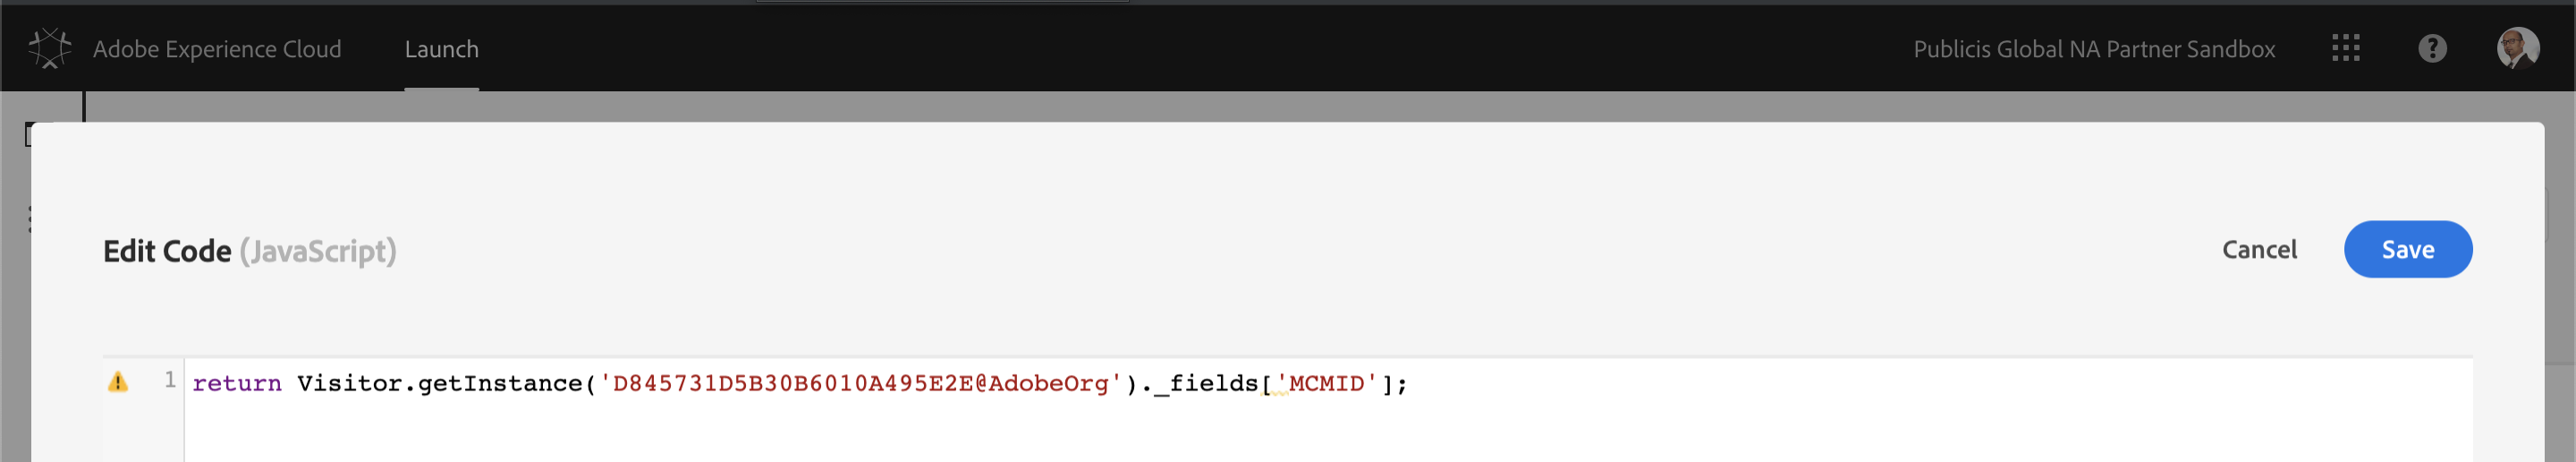 Adobe Experience Cloud Launch Publicis Global NA Partner Sandbox ?
Edit Code (JavaScript) Cancel Save
1 return Visitor.getInstance('D845731D5B30B6010A495E2E@AdobeOrg')._fields['MCMID'];